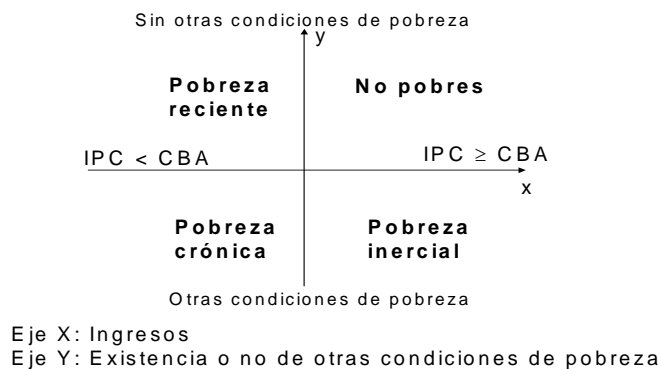 Sin otras condiciones de pobreza
y
Pobreza
reciente
No pobres
IPC < CBA
IPC ≥ CBA
x
Pobreza
crónica
Pobreza
inercial
Otras condiciones de pobreza
Eje X: Ingresos
Eje Y: Existencia o no de otras condiciones de pobreza